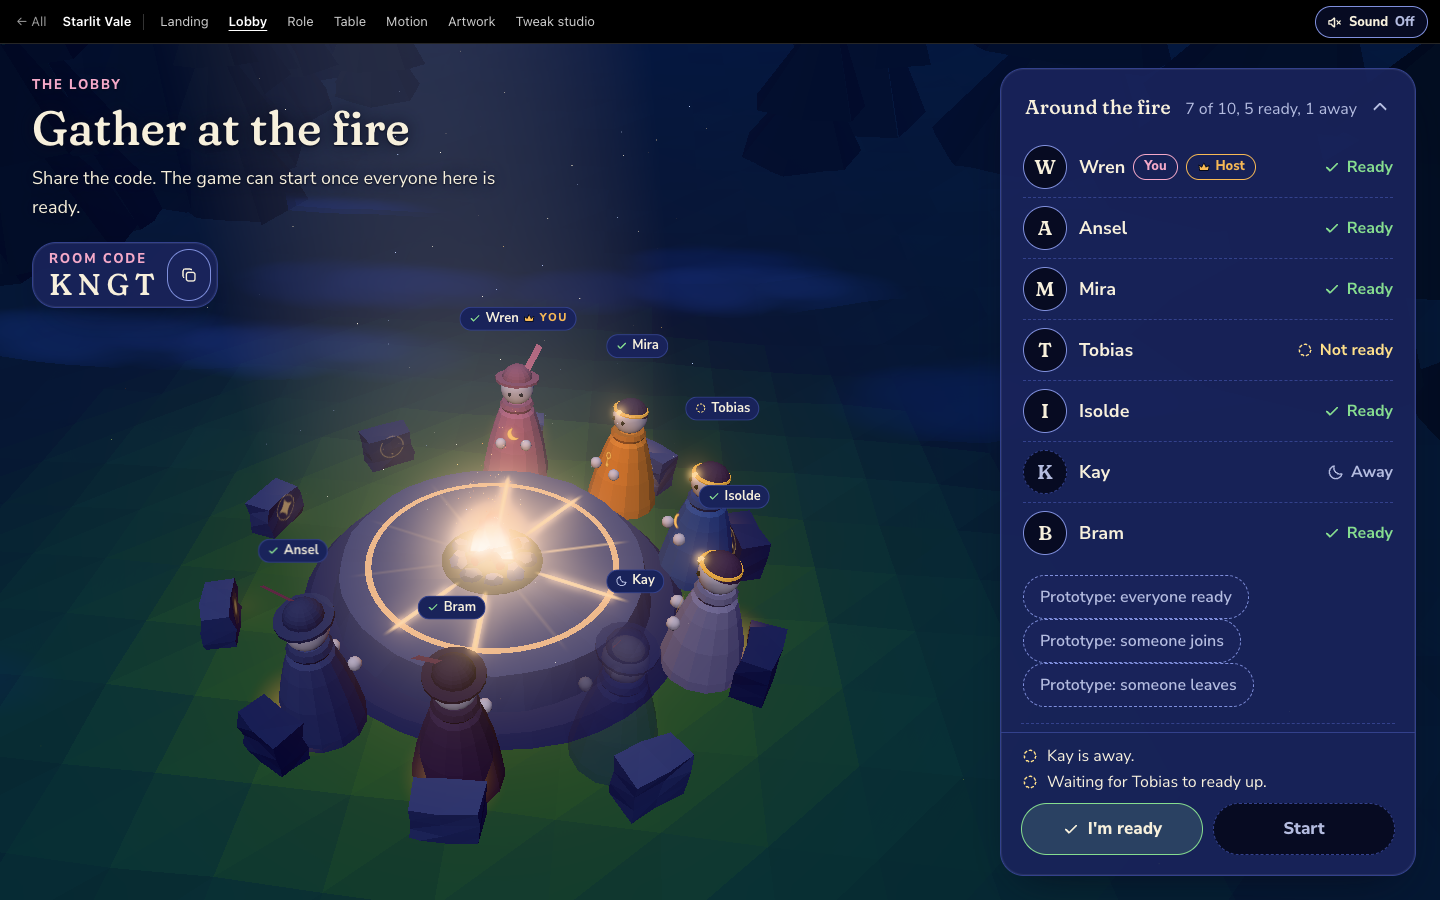 ← All Starlit Vale Landing Lobby Role Table Motion Artwork Tweak studio Sound Off
THE LOBBY
Gather at the fire
Share the code. The game can start once everyone here is
ready.
ROOM CODE
KNGT
Wren YOU
Mira
Tobias
Isolde
Ansel
Kay
Bram
Around the fire 7 of 10, 5 ready, 1 away
W Wren You Host Ready
A Ansel Ready
M Mira Ready
T Tobias Not ready
I Isolde Ready
K Kay Away
B Bram Ready
Prototype: everyone ready
Prototype: someone joins
Prototype: someone leaves
Kay is away.
Waiting for Tobias to ready up.
I'm ready Start